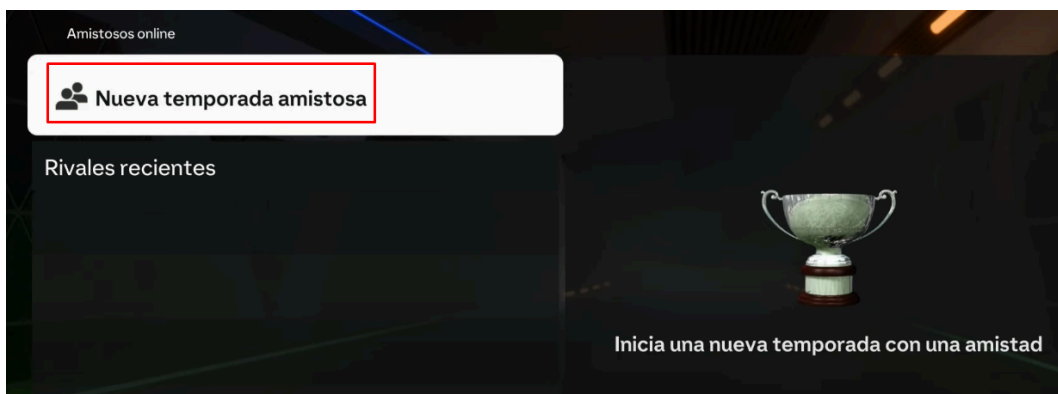 Amistosos online
Nueva temporada amistosa
Rivales recientes
Inicia una nueva temporada con una amistad